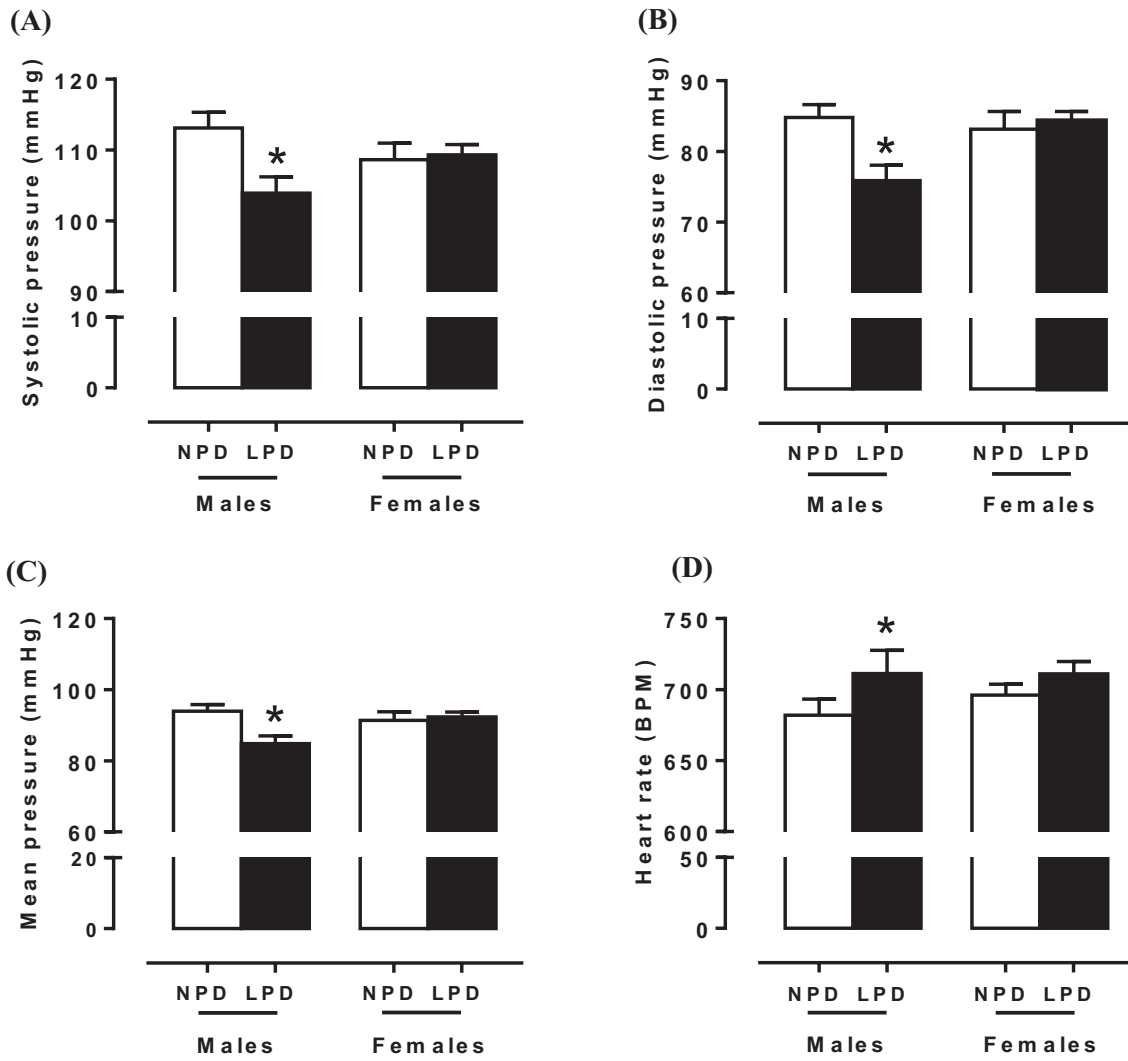 (A)
Systolic pressure (mmHg)
120
110
100
90
10
0
*
NPD LPD NPD LPD
Males Females
(B)
Diastolic pressure (mmHg)
90
80
70
60
10
0
*
NPD LPD NPD LPD
Males Females
(C)
Mean pressure (mmHg)
120
100
80
60
20
0
*
NPD LPD NPD LPD
Males Females
(D)
Heart rate (BPM)
750
700
650
600
50
0
*
NPD LPD NPD LPD
Males Females